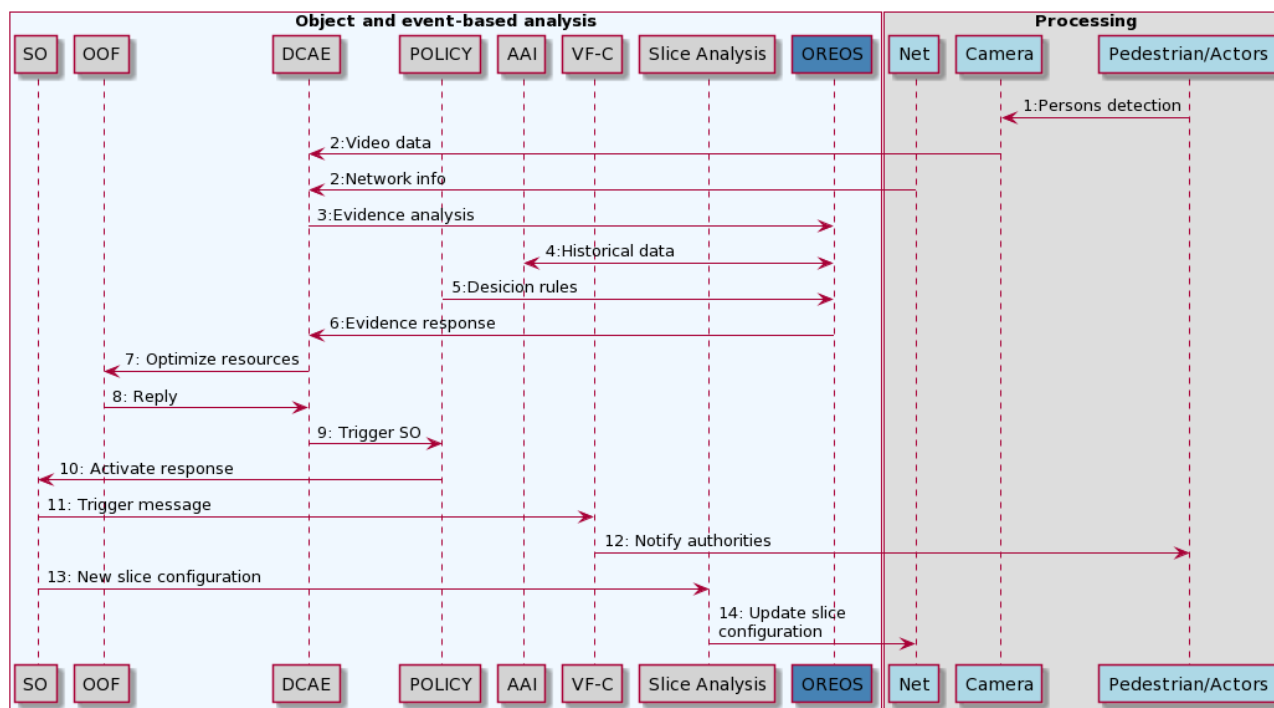 Object and event-based analysis
Processing
SO
OOF
DCAE
POLICY
AAI
VF-C
Slice Analysis
OREOS
Net
Camera
Pedestrian/Actors
1:Persons detection
2:Video data
2:Network info
3:Evidence analysis
4:Historical data
5:Desicion rules
6:Evidence response
7: Optimize resources
8: Reply
9: Trigger SO
10: Activate response
11: Trigger message
12: Notify authorities
13: New slice configuration
14: Update slice
configuration
SO
OOF
DCAE
POLICY
AAI
VF-C
Slice Analysis
OREOS
Net
Camera
Pedestrian/Actors